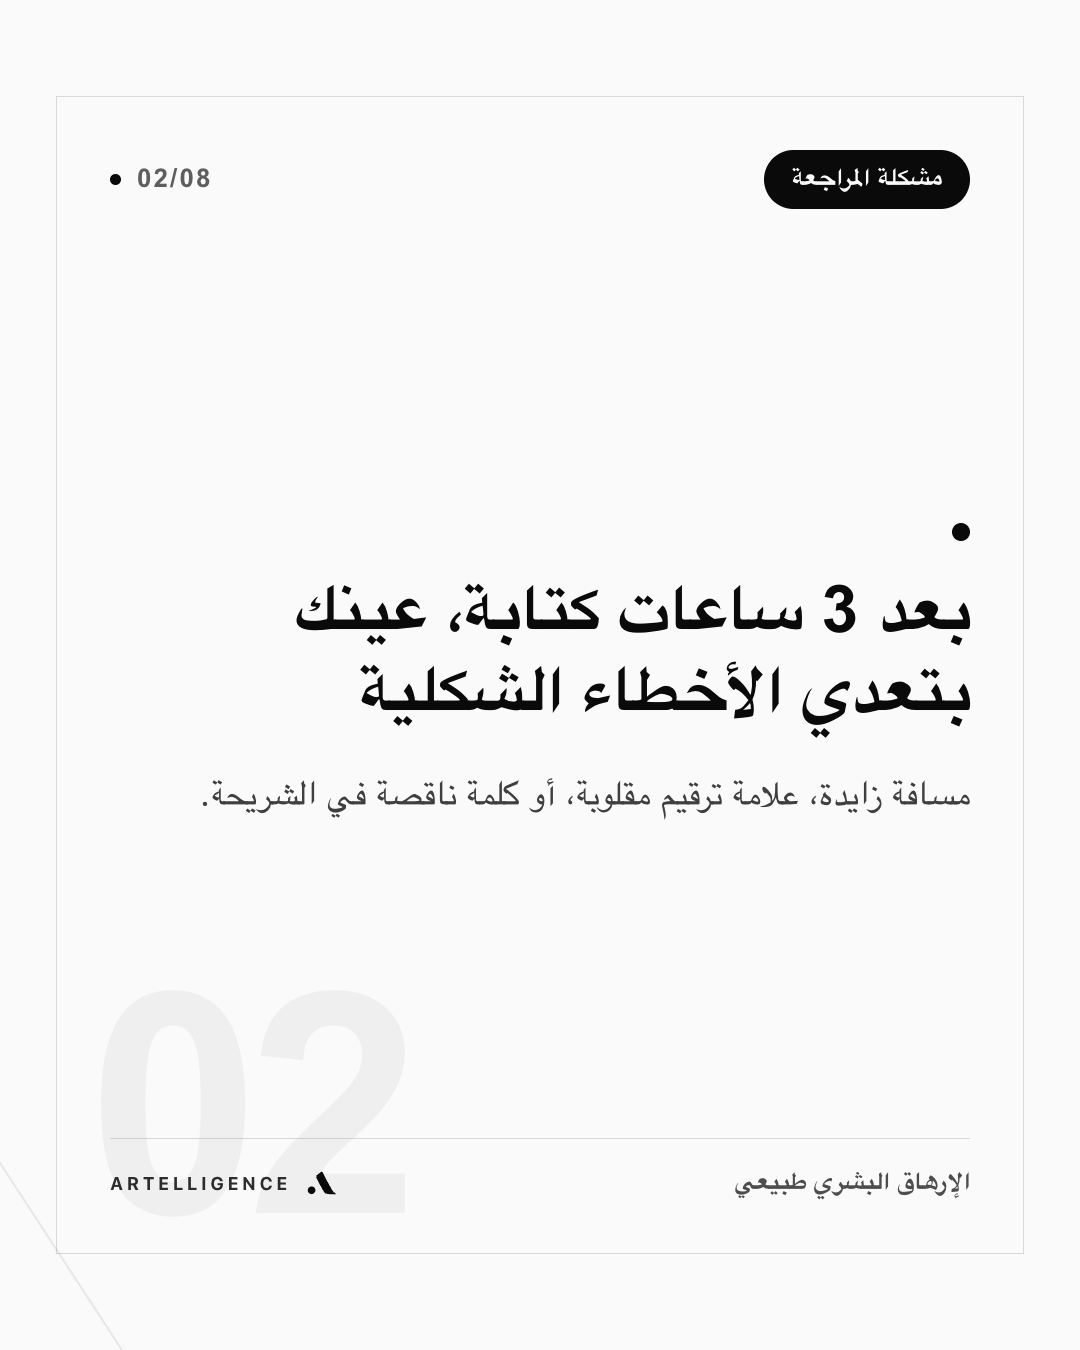 مشكلة المراجعة
02/08
بعد 3 ساعات كتابة، عينك
بتعدي الأخطاء الشكلية
مسافة زايدة، علامة ترقيم مقلوبة، أو كلمة ناقصة في الشريحة.
02
الإرهاق البشري طبيعي
ARTELLIGENCE